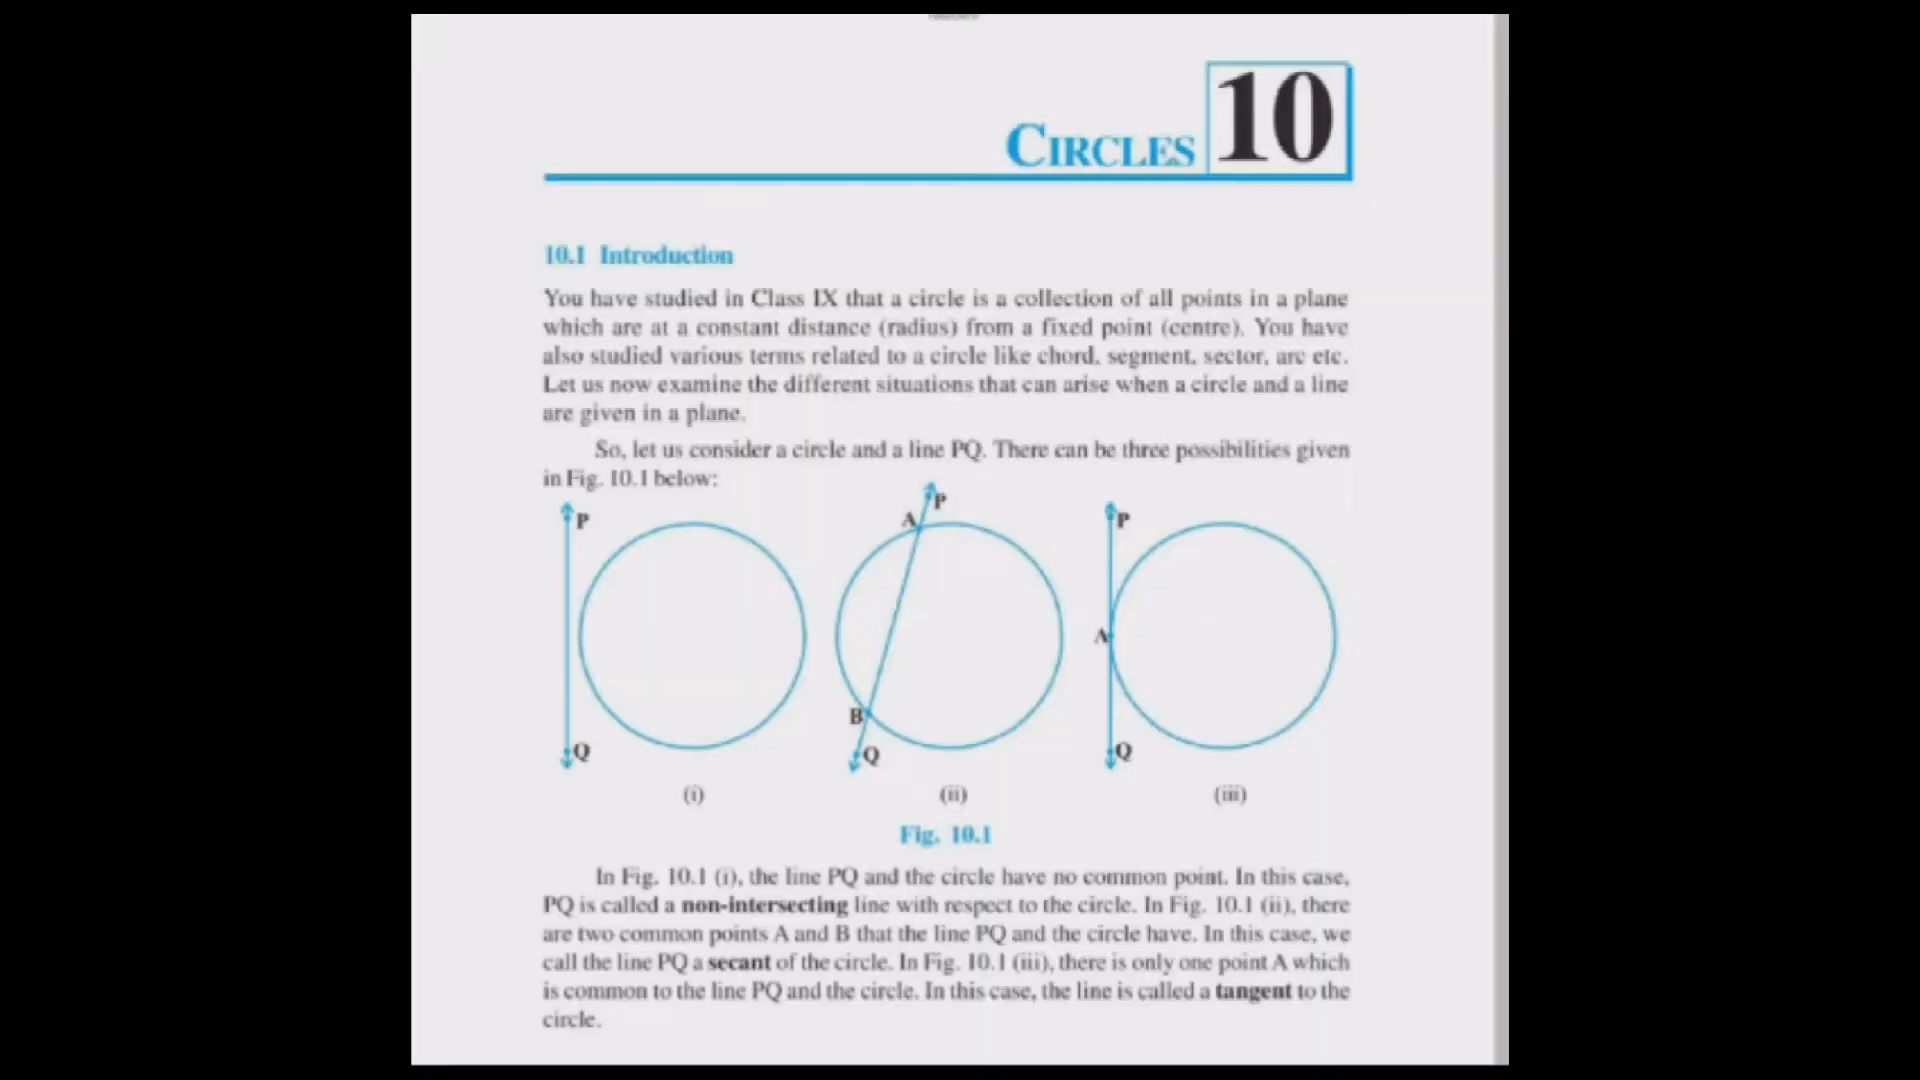 CIRCLES 10
10.1 Introduction
You have studied in Class IX that a circle is a collection of all points in a plane
which are at a constant distance (radius) from a fixed point (centre). You have
also studied various terms related to a circle like chord, segment, sector, arc etc.
Let us now examine the different situations that can arise when a circle and a line
are given in a plane.
So, let us consider a circle and a line PQ. There can be three possibilities given
in Fig. 10.1 below:
P
Q
(i)
P
A
B
Q
(ii)
P
A
Q
(iii)
Fig. 10.1
In Fig. 10.1 (i), the line PQ and the circle have no common point. In this case,
PQ is called a non-intersecting line with respect to the circle. In Fig. 10.1 (ii), there
are two common points A and B that the line PQ and the circle have. In this case, we
call the line PQ a secant of the circle. In Fig. 10.1 (iii), there is only one point A which
is common to the line PQ and the circle. In this case, the line is called a tangent to the
circle.